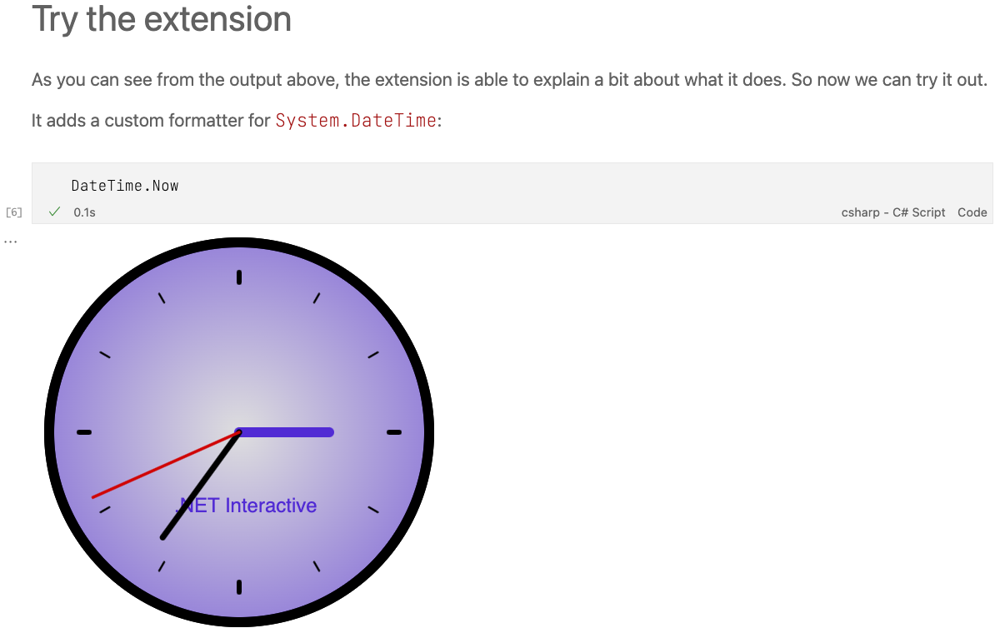 Try the extension
As you can see from the output above, the extension is able to explain a bit about what it does. So now we can try it out.
It adds a custom formatter for System.DateTime:
DateTime.Now
[6]
0.1s
csharp - C# Script Code
...
.NET Interactive